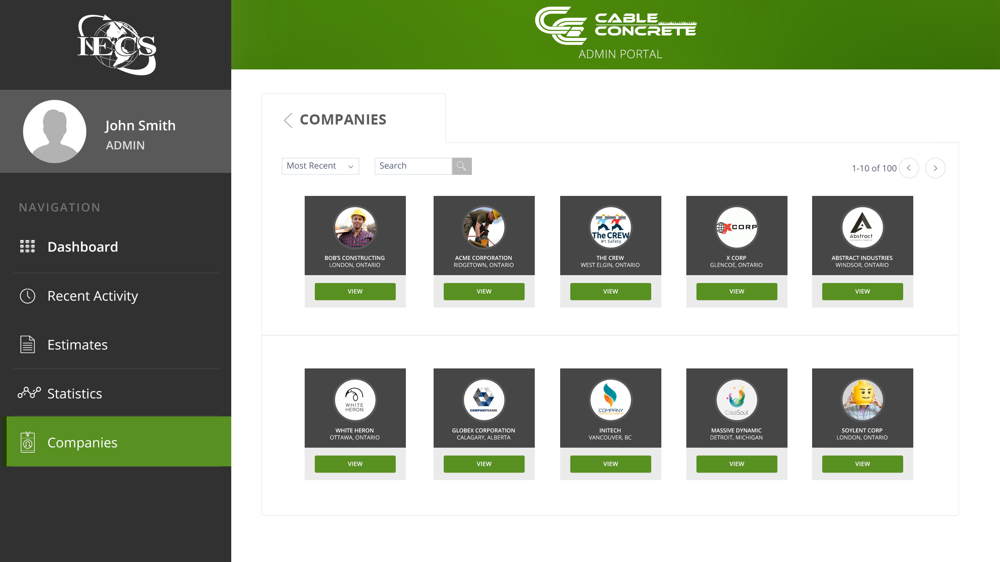 IECS
CABLE
CONCRETE
ADMIN PORTAL
John Smith
ADMIN
NAVIGATION
Dashboard
Recent Activity
Estimates
Statistics
Companies
COMPANIES
Most Recent
Search
1-10 of 100
The CREW
#1 Safety
XCORP
Abstract
company tagline
BOB'S CONSTRUCTING
LONDON, ONTARIO
ACME CORPORATION
RIDGETOWN, ONTARIO
THE CREW
WEST ELGIN, ONTARIO
X CORP
GLENCOE, ONTARIO
ABSTRACT INDUSTRIES
WINDSOR, ONTARIO
VIEW
VIEW
VIEW
VIEW
VIEW
WHITE
HERON
COMPANYNAME
COMPANY
business tagline
CreaSoul
WHITE HERON
OTTAWA, ONTARIO
GLOBEX CORPORATION
CALAGARY, ALBERTA
INITECH
VANCOUVER, BC
MASSIVE DYNAMIC
DETROIT, MICHIGAN
SOYLENT CORP
LONDON, ONTARIO
VIEW
VIEW
VIEW
VIEW
VIEW